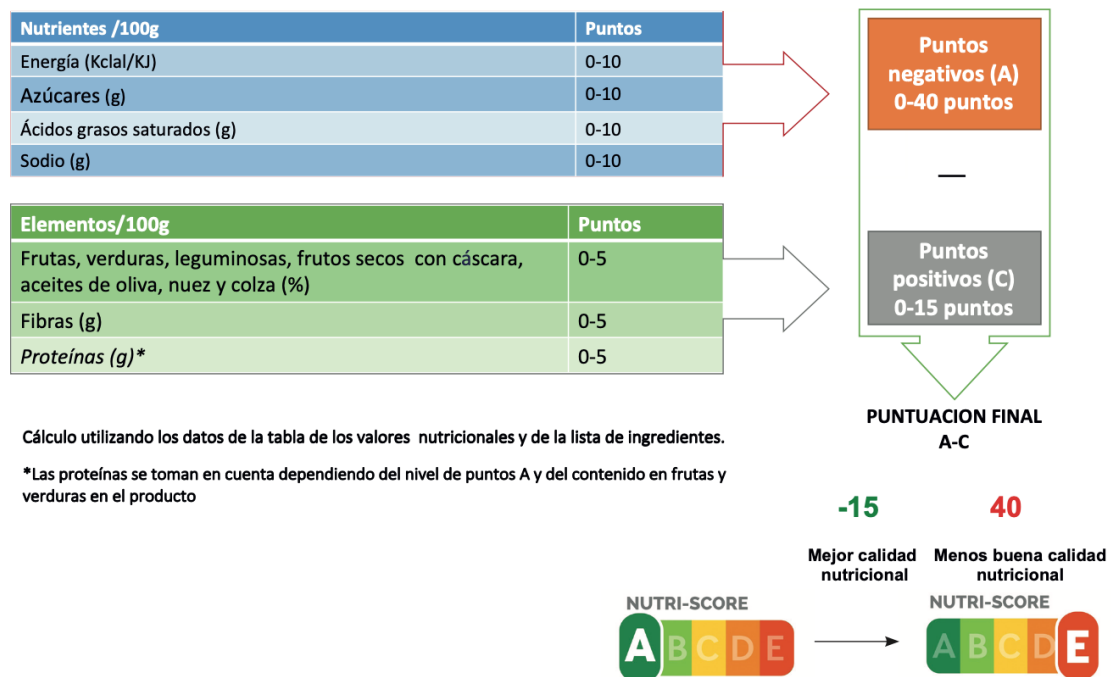 Nutrientes /100g Puntos
Energía (Kclal/KJ) 0-10
Azúcares (g) 0-10
Ácidos grasos saturados (g) 0-10
Sodio (g) 0-10
Puntos
negativos (A)
0-40 puntos
—
Elementos/100g Puntos
Frutas, verduras, leguminosas, frutos secos con cáscara, 0-5
aceites de oliva, nuez y colza (%)
Fibras (g) 0-5
Proteínas (g)* 0-5
Puntos
positivos (C)
0-15 puntos
PUNTUACION FINAL
A-C
Cálculo utilizando los datos de la tabla de los valores nutricionales y de la lista de ingredientes.
*Las proteínas se toman en cuenta dependiendo del nivel de puntos A y del contenido en frutas y
verduras en el producto
-15 40
Mejor calidad
nutricional
Menos buena calidad
nutricional
NUTRI-SCORE
A B C D E
NUTRI-SCORE
A B C D E